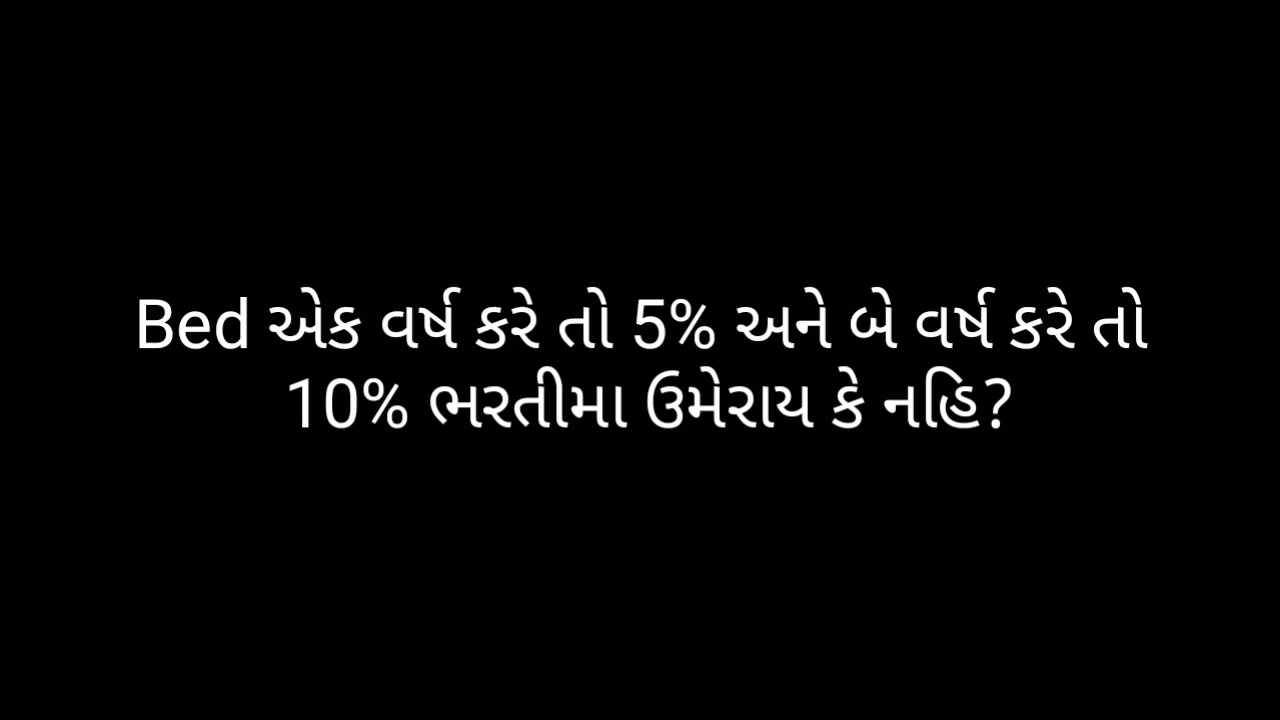 Bed એક વર્ષ કરે તો 5% અને બે વર્ષ કરે તો
10% ભરતીમા ઉમેરાય કે નહિ?